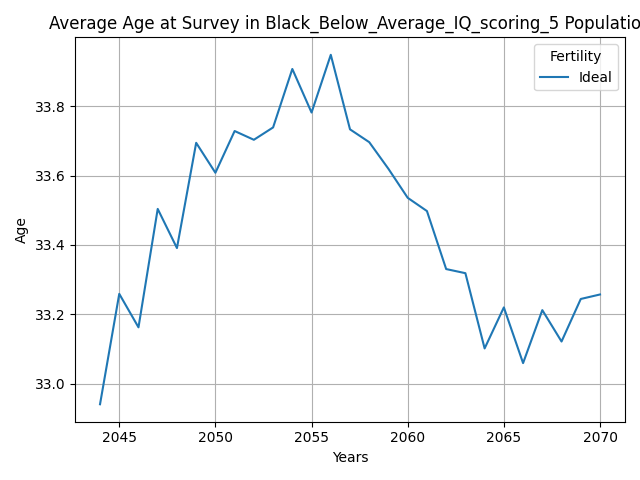 Average Age at Survey in Black_Below_Average_IQ_scoring_5 Populatio
Fertility
Ideal
33.8
33.6
33.4
33.2
33.0
Age
2045 2050 2055 2060 2065 2070
Years